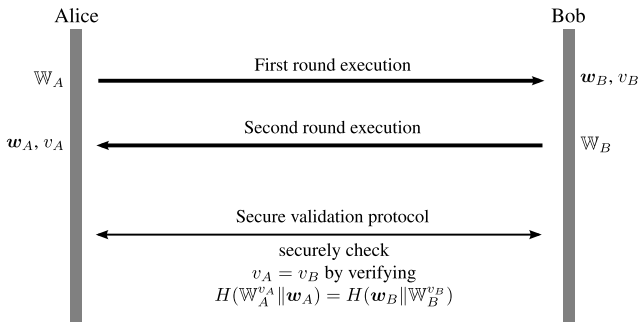 Alice Bob
First round execution
𝕎_A 𝒘_B, v_B
Second round execution
𝒘_A, v_A 𝕎_B
Secure validation protocol
securely check
v_A = v_B by verifying
H(𝕎_A^{v_A}‖𝒘_A) = H(𝒘_B‖𝕎_B^{v_B})